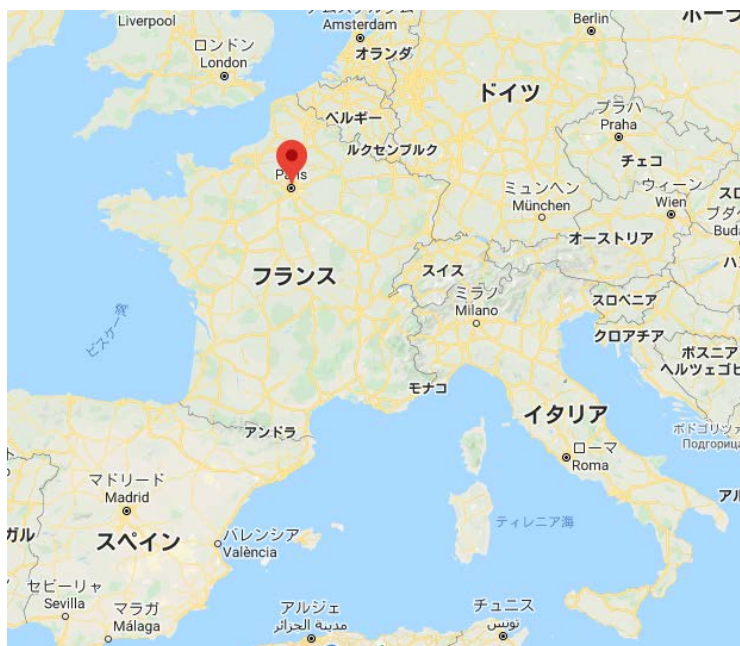 Liverpool
ロンドン
London
Amsterdam
オランダ
Berlin
ベルギー
ドイツ
プラハ
Praha
ルクセンブルク
チェコ
Paris
ミュンヘン
München
ウィーン
Wien
オーストリア
フランス
スイス
ミラノ
Milano
スロベニア
クロアチア
ビスケー湾
ボスニア
モナコ
アンドラ
イタリア
ローマ
Roma
Подгорица
マドリード
Madrid
スペイン
バレンシア
València
ティレニア海
セビーリャ
Sevilla
マラガ
Málaga
アルジェ
مدينة الجزائر
チュニス
تونس